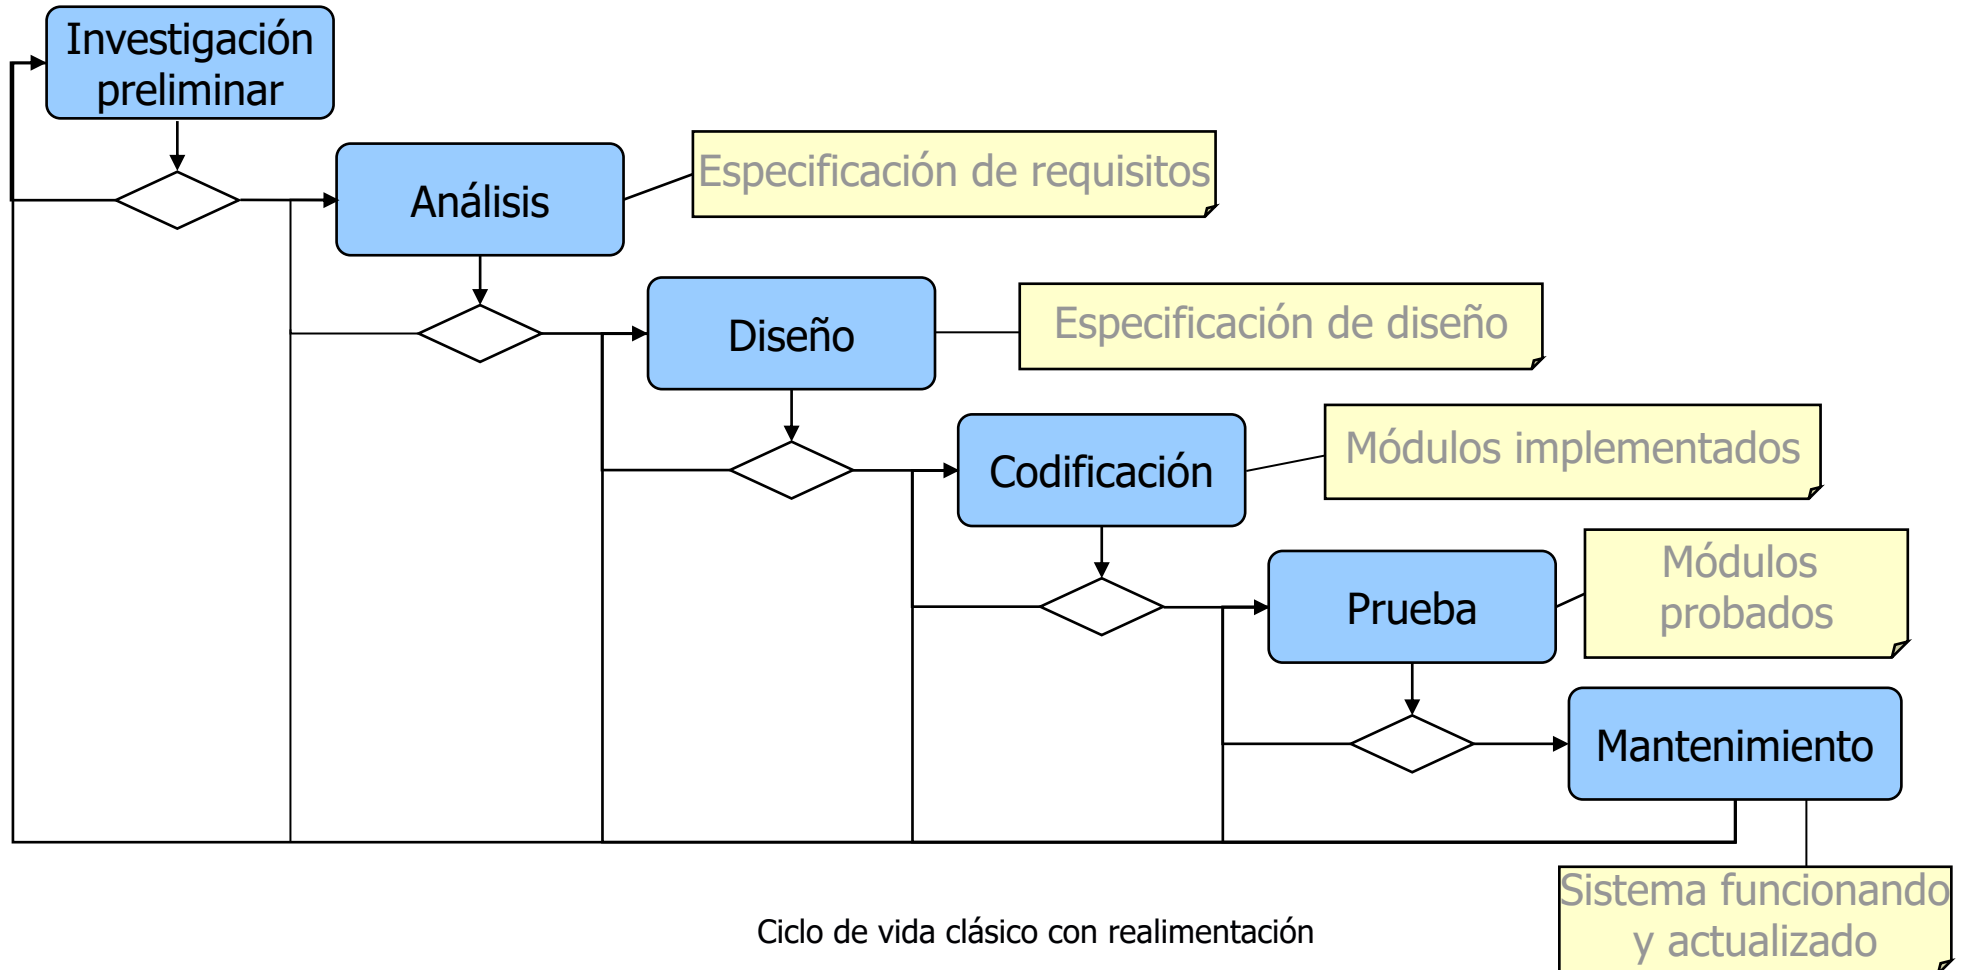 Investigación
preliminar
Análisis
Especificación de requisitos
Diseño
Especificación de diseño
Codificación
Módulos implementados
Prueba
Módulos
probados
Mantenimiento
Sistema funcionando
y actualizado
Ciclo de vida clásico con realimentación